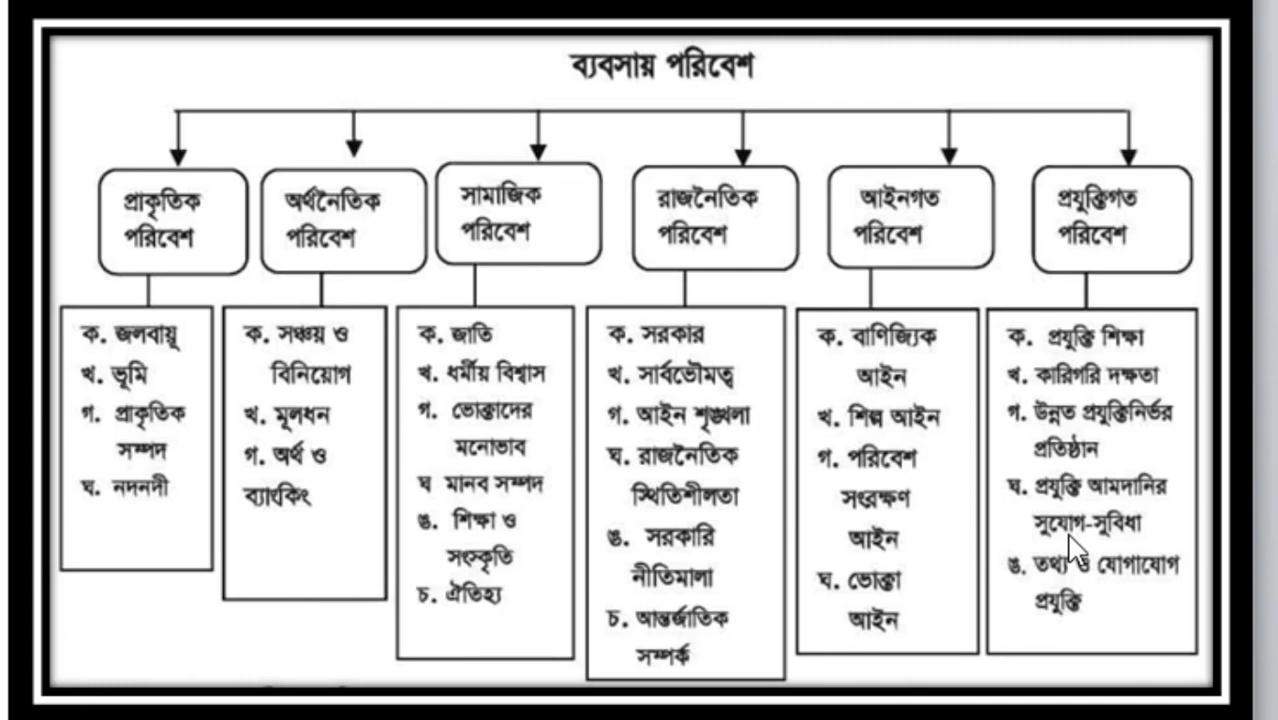 ব্যবসায় পরিবেশ
প্রাকৃতিক
পরিবেশ
ক. জলবায়ূ
খ. ভূমি
গ. প্রাকৃতিক
সম্পদ
ঘ. নদনদী
অর্থনৈতিক
পরিবেশ
ক. সঞ্চয় ও
বিনিয়োগ
খ. মূলধন
গ. অর্থ ও
ব্যাংকিং
সামাজিক
পরিবেশ
ক. জাতি
খ. ধর্মীয় বিশ্বাস
গ. ভোক্তাদের
মনোভাব
ঘ মানব সম্পদ
ঙ. শিক্ষা ও
সংস্কৃতি
চ. ঐতিহ্য
রাজনৈতিক
পরিবেশ
ক. সরকার
খ. সার্বভৌমত্ব
গ. আইন শৃঙ্খলা
ঘ. রাজনৈতিক
স্থিতিশীলতা
ঙ. সরকারি
নীতিমালা
চ. আন্তর্জাতিক
সম্পর্ক
আইনগত
পরিবেশ
ক. বাণিজ্যিক
আইন
খ. শিল্প আইন
গ. পরিবেশ
সংরক্ষণ
আইন
ঘ. ভোক্তা
আইন
প্রযুক্তিগত
পরিবেশ
ক. প্রযুক্তি শিক্ষা
খ. কারিগরি দক্ষতা
গ. উন্নত প্রযুক্তিনির্ভর
প্রতিষ্ঠান
ঘ. প্রযুক্তি আমদানির
সুযোগ-সুবিধা
ঙ. তথ্য ও যোগাযোগ
প্রযুক্তি